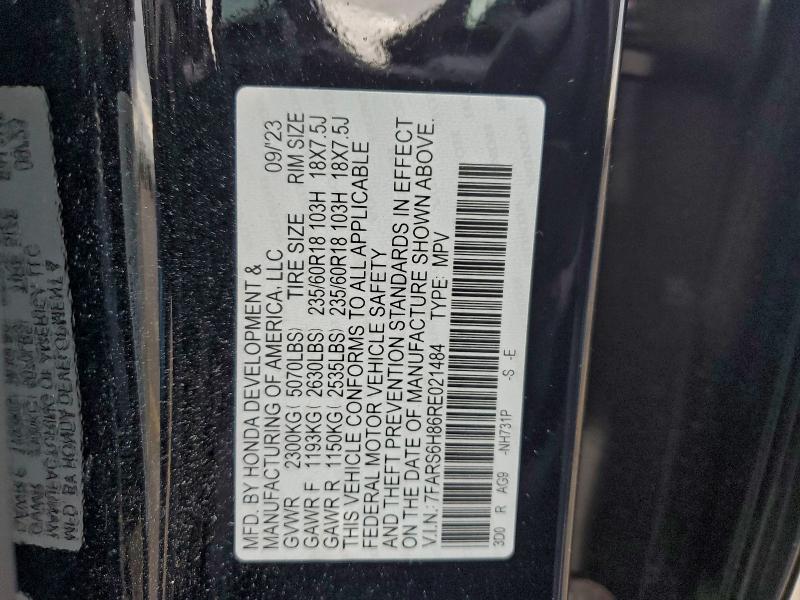 MFD. BY HONDA DEVELOPMENT & 09/'23
MANUFACTURING OF AMERICA, LLC
GVWR 2300KG ( 5070LBS) TIRE SIZE RIM SIZE
GAWR F 1193KG ( 2630LBS) 235/60R18 103H 18X7.5J
GAWR R 1150KG ( 2535LBS) 235/60R18 103H 18X7.5J
THIS VEHICLE CONFORMS TO ALL APPLICABLE
FEDERAL MOTOR VEHICLE SAFETY
AND THEFT PREVENTION STANDARDS IN EFFECT
ON THE DATE OF MANUFACTURE SHOWN ABOVE.
V.I.N.: 7FARS6H86RE021484 TYPE: MPV
3D0 R AG9 -NH731P -S -E